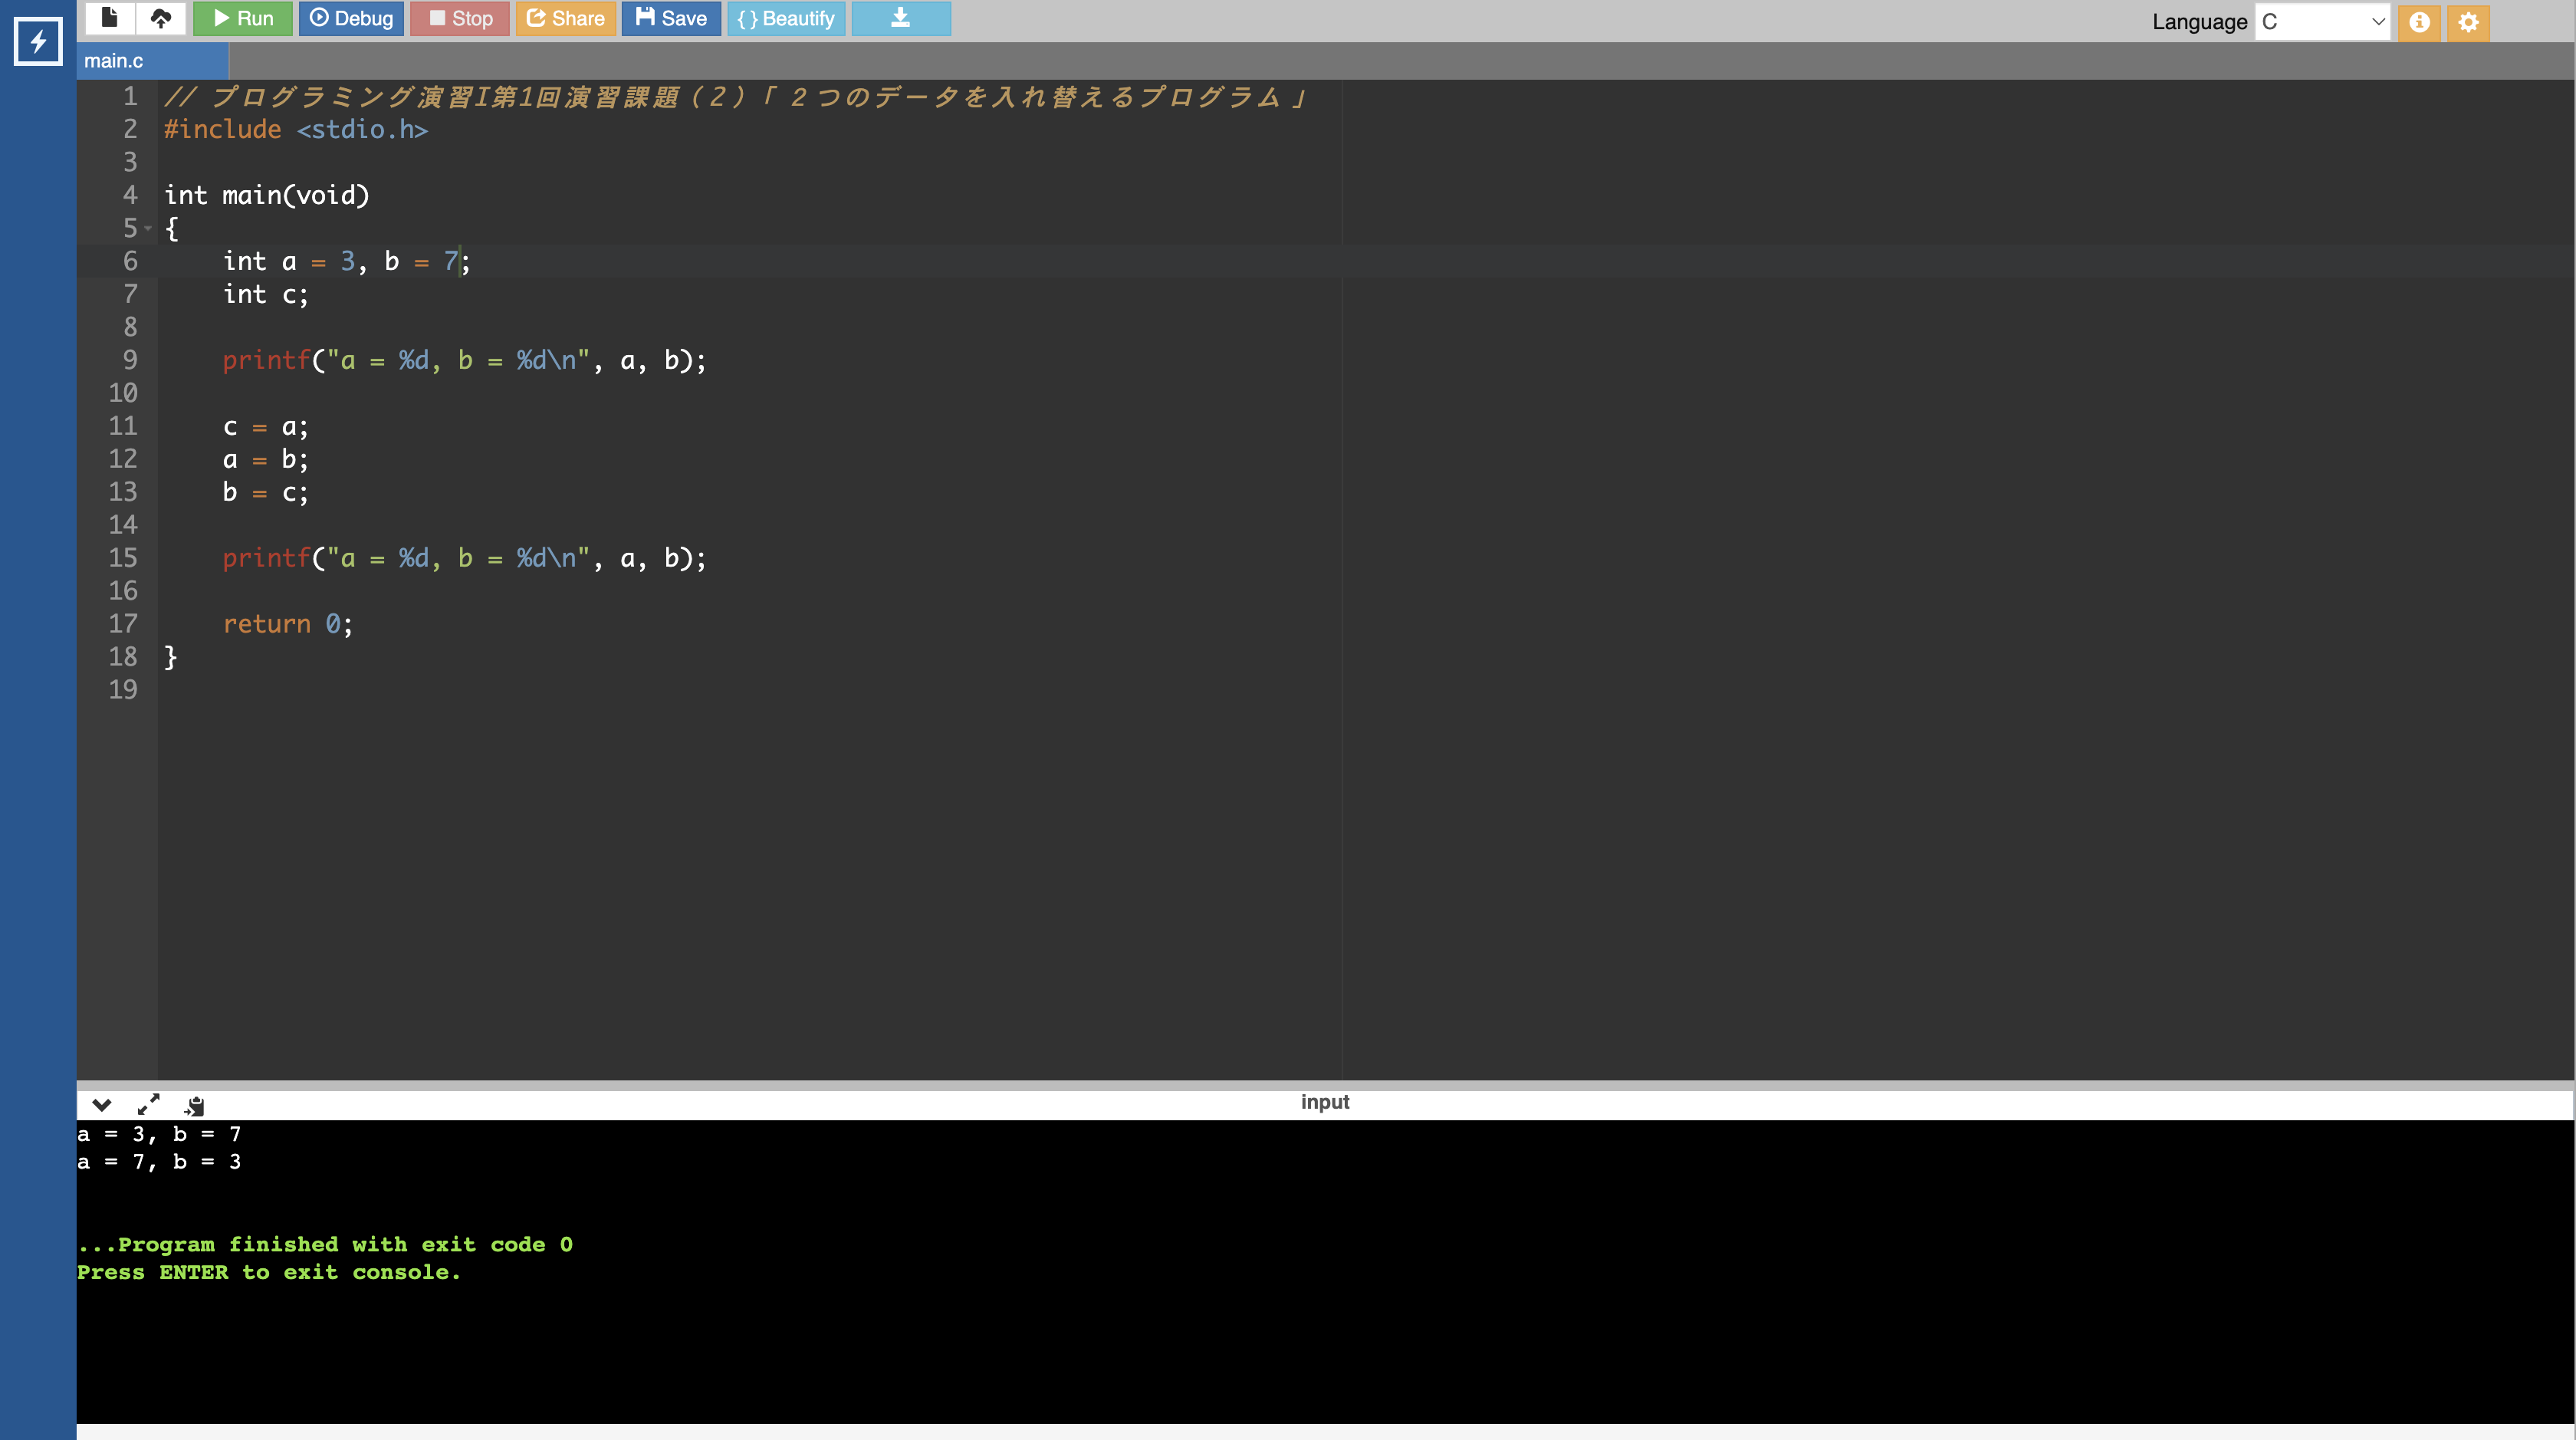 Run Debug Stop Share Save { } Beautify Language C
main.c
1 // プログラミング演習I第1回演習課題（2）「２つのデータを入れ替えるプログラム」
2 #include <stdio.h>
3
4 int main(void)
5 {
6     int a = 3, b = 7;
7     int c;
8
9     printf("a = %d, b = %d\n", a, b);
10
11     c = a;
12     a = b;
13     b = c;
14
15     printf("a = %d, b = %d\n", a, b);
16
17     return 0;
18 }
19
input
a = 3, b = 7
a = 7, b = 3
...Program finished with exit code 0
Press ENTER to exit console.